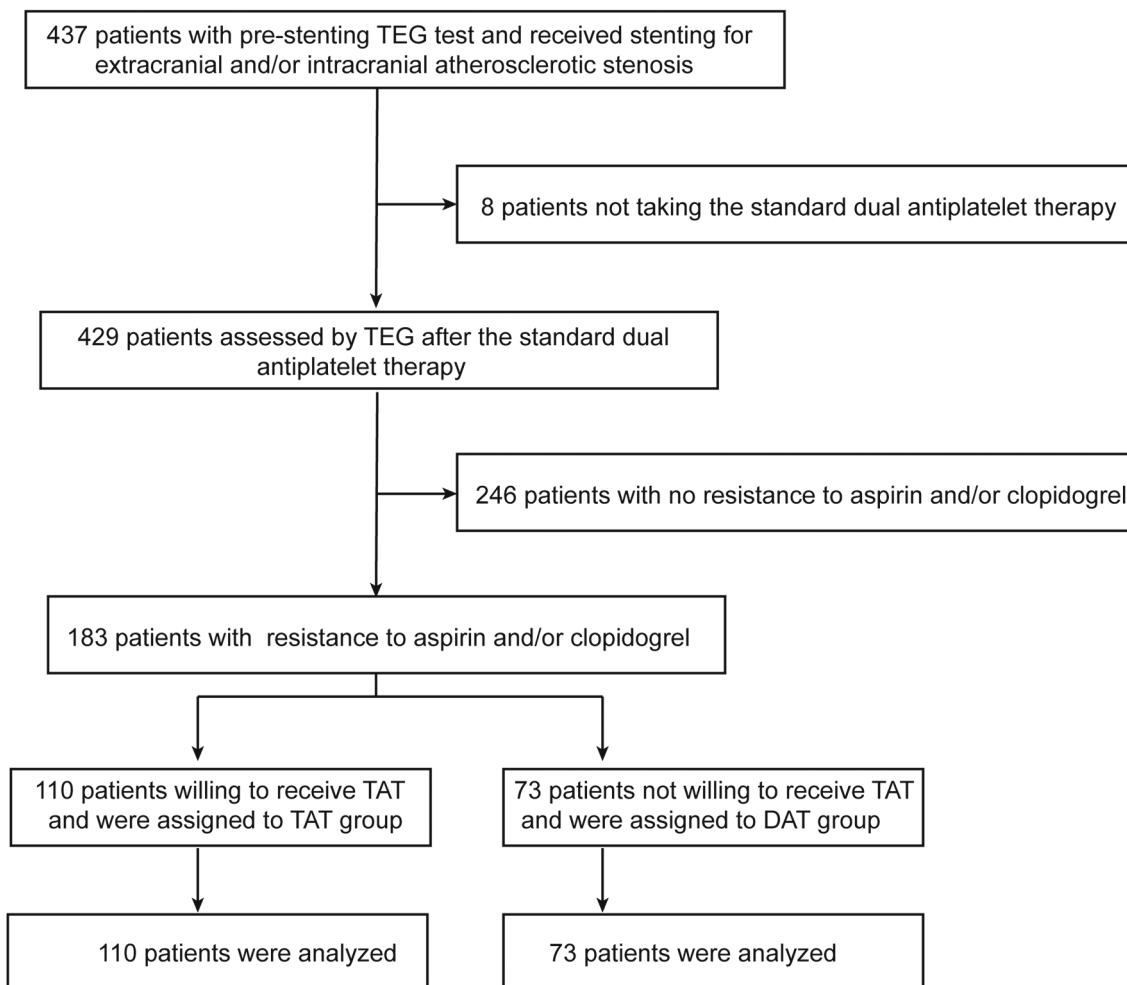 437 patients with pre-stenting TEG test and received stenting for
extracranial and/or intracranial atherosclerotic stenosis
8 patients not taking the standard dual antiplatelet therapy
429 patients assessed by TEG after the standard dual
antiplatelet therapy
246 patients with no resistance to aspirin and/or clopidogrel
183 patients with resistance to aspirin and/or clopidogrel
110 patients willing to receive TAT
and were assigned to TAT group
73 patients not willing to receive TAT
and were assigned to DAT group
110 patients were analyzed
73 patients were analyzed